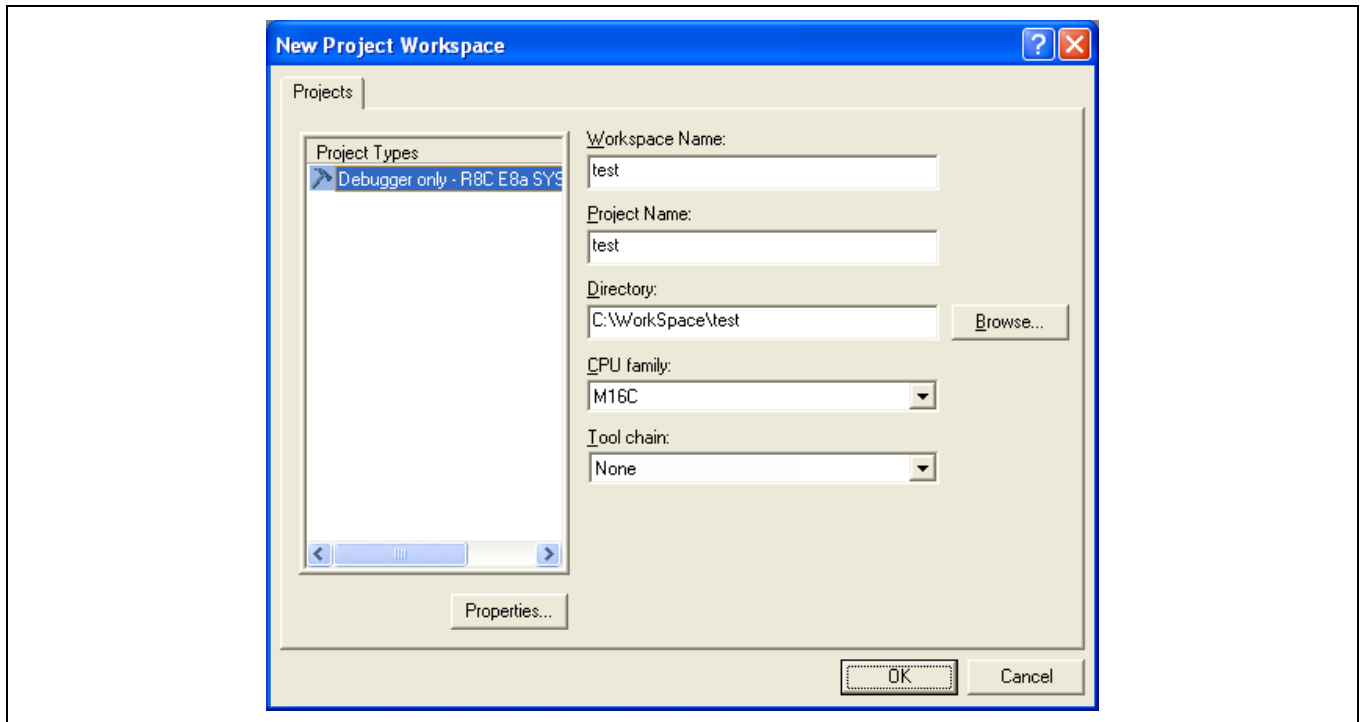 New Project Workspace
Projects
Project Types
Debugger only - R8C E8a SYS
Workspace Name:
test
Project Name:
test
Directory:
C:\WorkSpace\test
Browse...
CPU family:
M16C
Tool chain:
None
Properties...
OK
Cancel